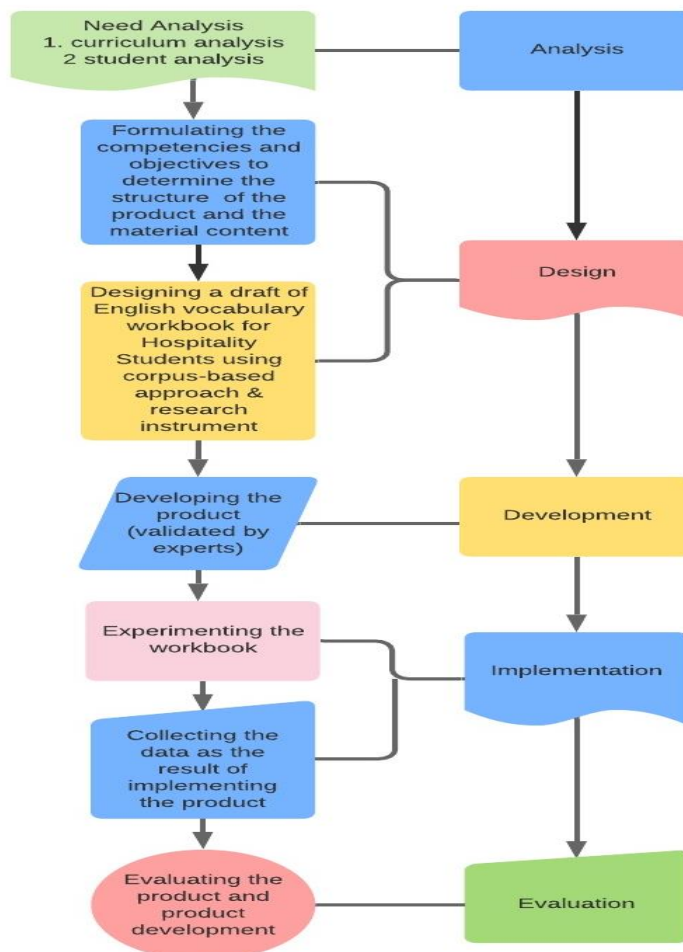 Need Analysis
1. curriculum analysis
2 student analysis
Analysis
Formulating the
competencies and
objectives to
determine the
structure of the
product and the
material content
Design
Designing a draft of
English vocabulary
workbook for
Hospitality
Students using
corpus-based
approach &
research
instrument
Developing the
product
(validated by
experts)
Development
Experimenting the
workbook
Implementation
Collecting the
data as the
result of
implementing
the product
Evaluating the
product and
product
development
Evaluation